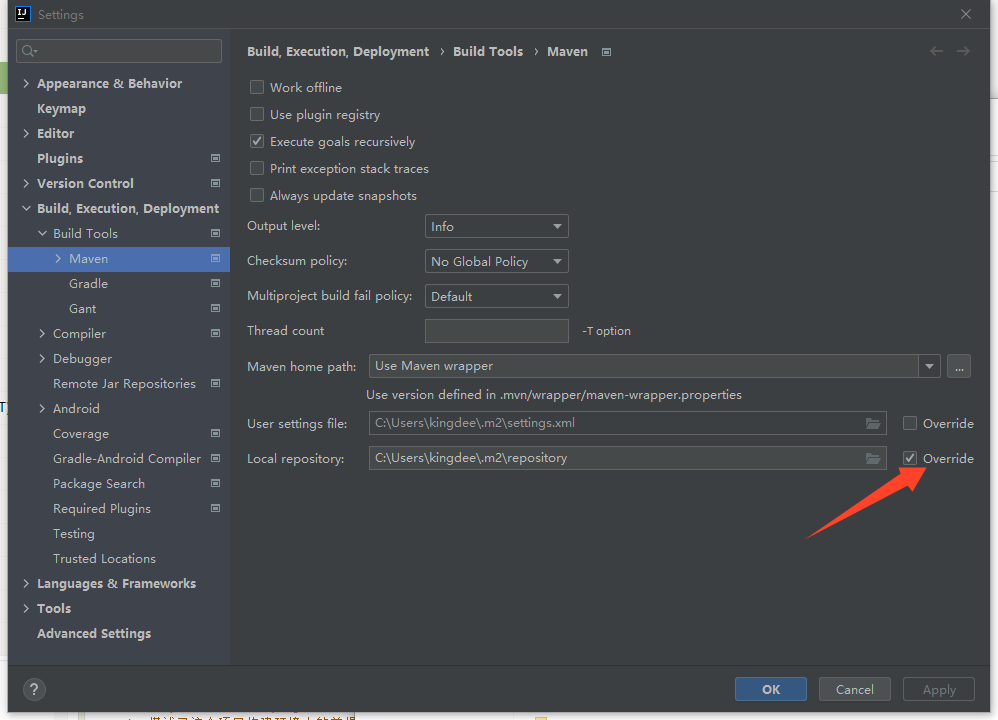 Settings
Build, Execution, Deployment › Build Tools › Maven
Appearance & Behavior
Keymap
Editor
Plugins
Version Control
Build, Execution, Deployment
Build Tools
Maven
Gradle
Gant
Compiler
Debugger
Remote Jar Repositories
Android
Coverage
Gradle-Android Compiler
Package Search
Required Plugins
Testing
Trusted Locations
Languages & Frameworks
Tools
Advanced Settings
Work offline
Use plugin registry
Execute goals recursively
Print exception stack traces
Always update snapshots
Output level: Info
Checksum policy: No Global Policy
Multiproject build fail policy: Default
Thread count -T option
Maven home path: Use Maven wrapper ...
Use version defined in .mvn/wrapper/maven-wrapper.properties
User settings file: C:\Users\kingdee\.m2\settings.xml Override
Local repository: C:\Users\kingdee\.m2\repository Override
? OK Cancel Apply